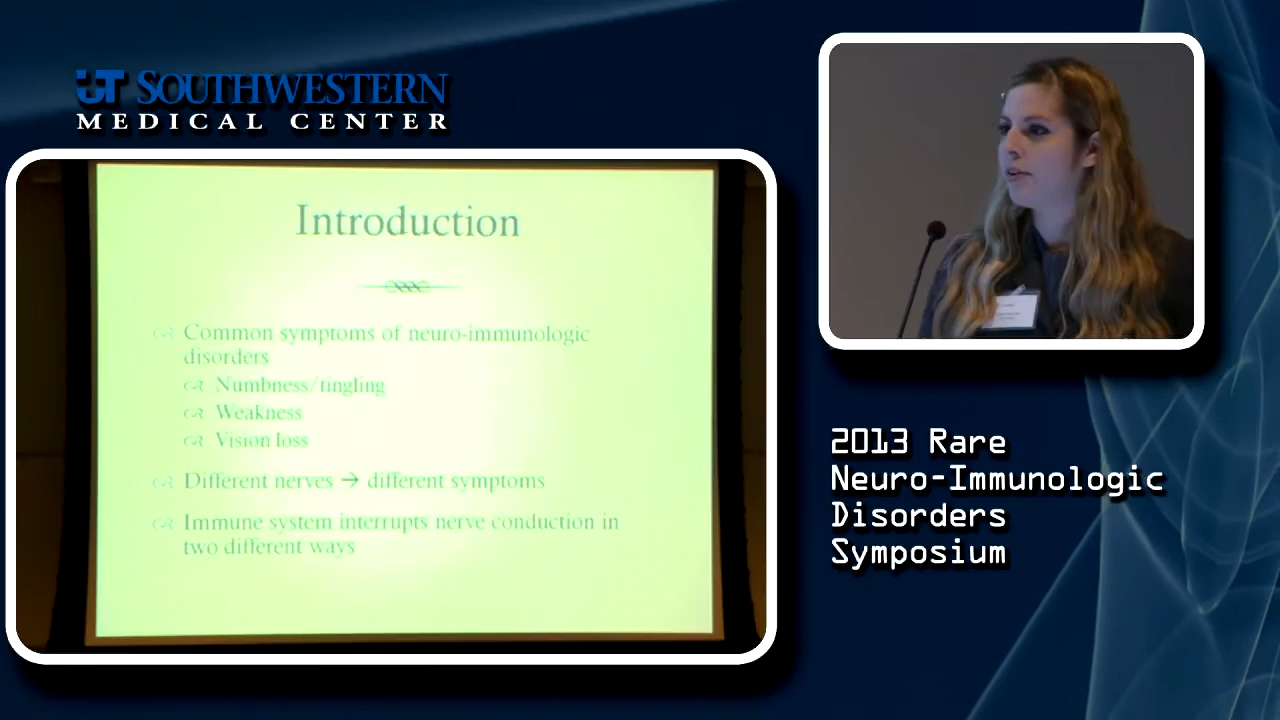 UT SOUTHWESTERN
MEDICAL CENTER
Introduction
Common symptoms of neuro-immunologic
disorders
Numbness/tingling
Weakness
Vision loss
Different nerves → different symptoms
Immune system interrupts nerve conduction in
two different ways
2013 Rare
Neuro-Immunologic
Disorders
Symposium